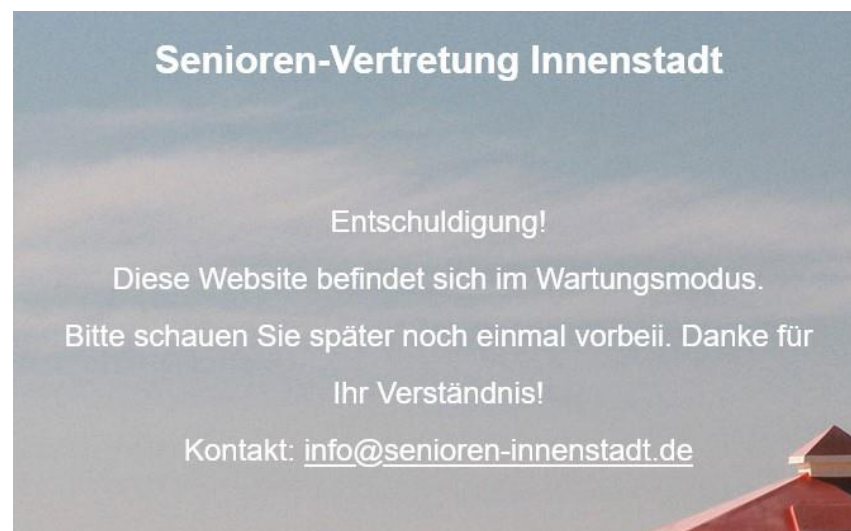 Senioren-Vertretung Innenstadt
Entschuldigung!
Diese Website befindet sich im Wartungsmodus.
Bitte schauen Sie später noch einmal vorbeii. Danke für
Ihr Verständnis!
Kontakt: info@senioren-innenstadt.de